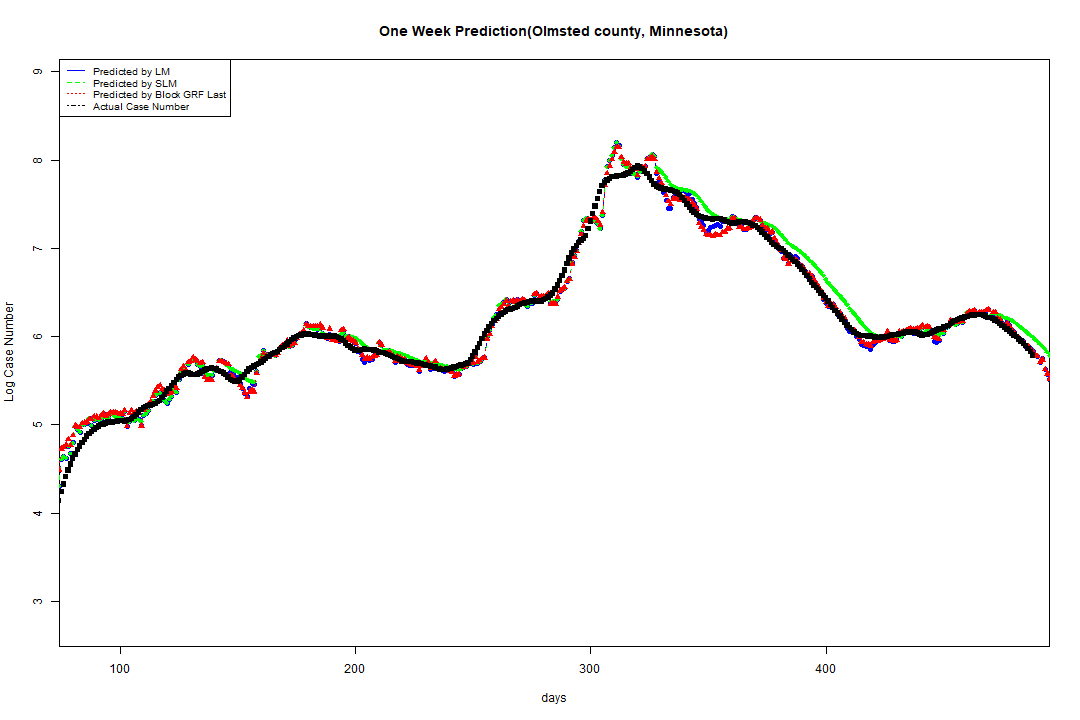 One Week Prediction(Olmsted county, Minnesota)
Predicted by LM
Predicted by SLM
Predicted by Block GRF Last
Actual Case Number
9
8
7
6
5
4
3
Log Case Number
100 200 300 400
days